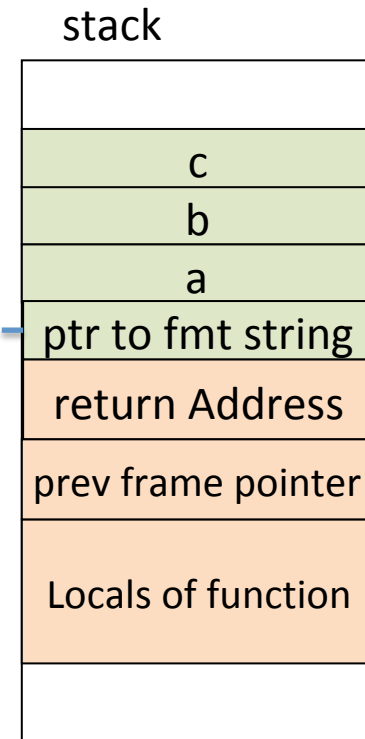 stack
c
b
a
ptr to fmt string
return Address
prev frame pointer
Locals of function